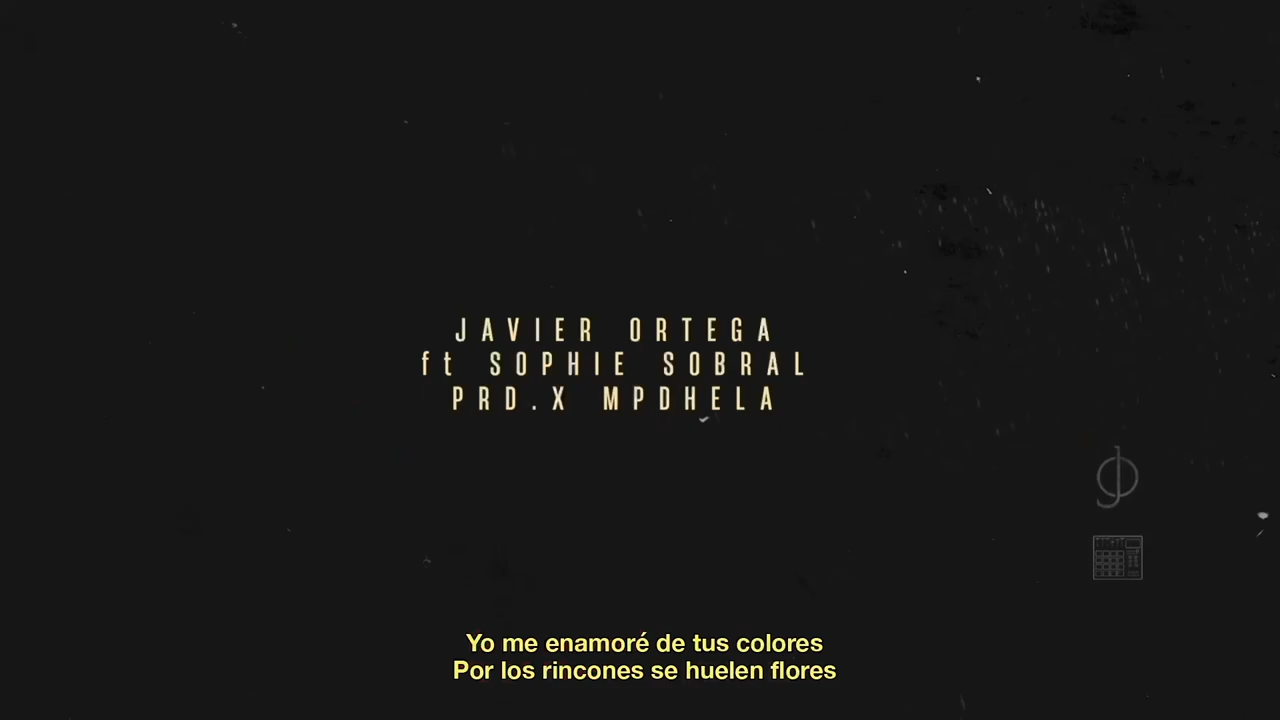 JAVIER ORTEGA
ft SOPHIE SOBRAL
PRD.X MPDHELA
Yo me enamoré de tus colores
Por los rincones se huelen flores